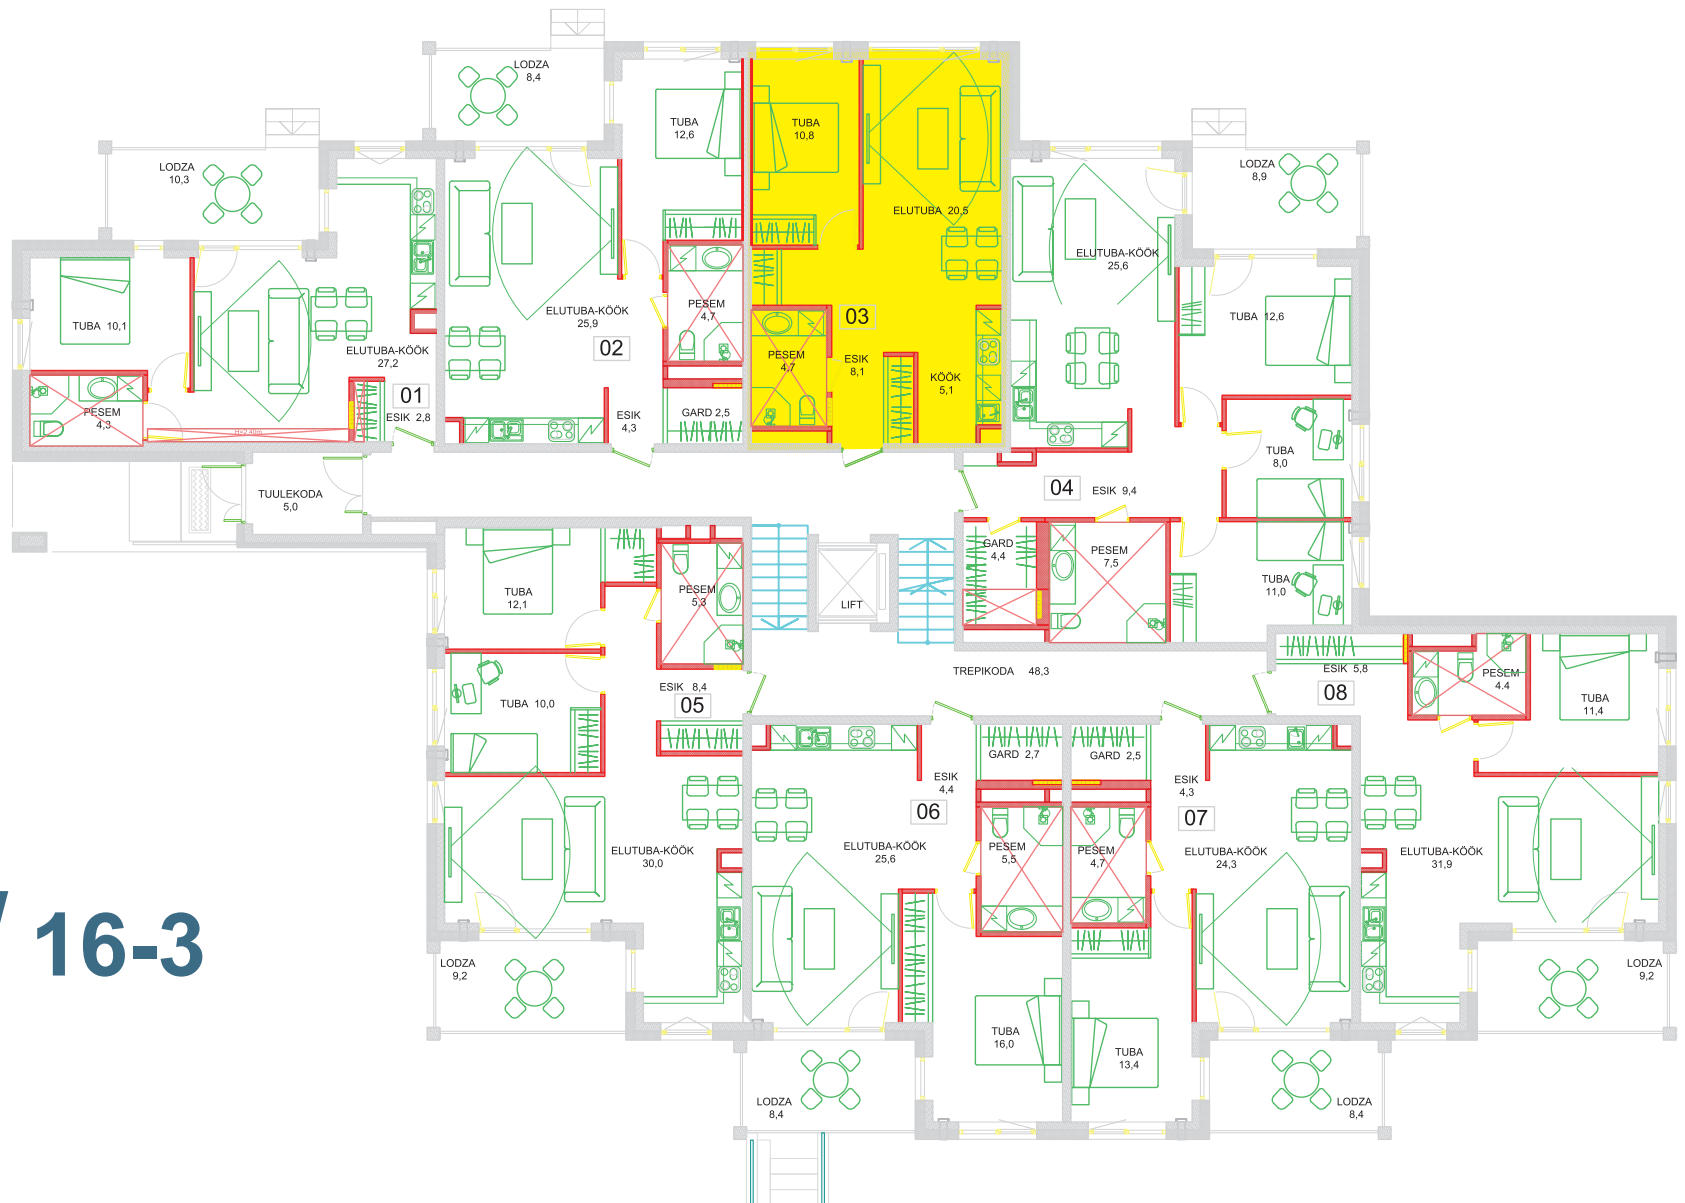 LODZA
8,4
TUBA
12,6
TUBA
10,8
LODZA
10,3
LODZA
8,9
ELUTUBA 20,5
ELUTUBA-KÖÖK
25,6
ELUTUBA-KÖÖK
25,9
02
PESEM
4,7
03
TUBA 12,6
TUBA 10,1
ELUTUBA-KÖÖK
27,2
PESEM
4,7
ESIK
8,1
KÖÖK
5,1
01
ESIK 2,8
PESEM
4,3
H=2.40m
ESIK
4,3
GARD 2,5
TUBA
8,0
TUULEKODA
5,0
04
ESIK 9,4
GARD
4,4
PESEM
7,5
TUBA
11,0
TUBA
12,1
PESEM
5,3
LIFT
TREPIKODA 48,3
ESIK 5,8
08
PESEM
4.4
TUBA
11,4
TUBA 10,0
ESIK 8,4
05
GARD 2,7
GARD 2,5
ESIK
4,4
06
ESIK
4,3
07
ELUTUBA-KÖÖK
30,0
ELUTUBA-KÖÖK
25,6
PESEM
5,5
PESEM
4,7
ELUTUBA-KÖÖK
24,3
ELUTUBA-KÖÖK
31,9
/ 16-3
LODZA
9,2
LODZA
9,2
TUBA
16,0
TUBA
13,4
LODZA
8,4
LODZA
8,4